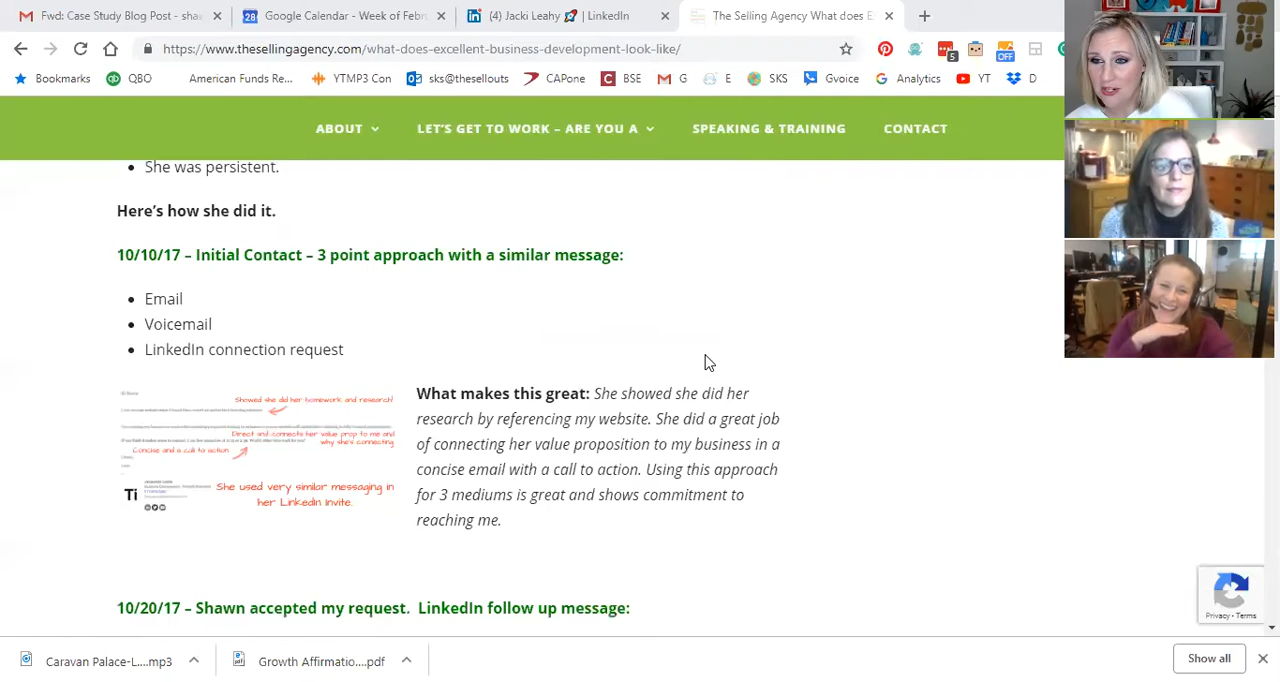 Fwd: Case Study Blog Post - sha
Google Calendar - Week of Febru
(4) Jacki Leahy 🚀 | LinkedIn
The Selling Agency What does Ex
https://www.thesellingagency.com/what-does-excellent-business-development-look-like/
5
OFF
Bookmarks
QBO
American Funds Re...
YTMP3 Con
sks@thesellouts
CAPone
BSE
G
E
SKS
Gvoice
Analytics
YT
D
ABOUT
LET'S GET TO WORK – ARE YOU A
SPEAKING & TRAINING
CONTACT
• She was persistent.
Here's how she did it.
10/10/17 – Initial Contact – 3 point approach with a similar message:
• Email
• Voicemail
• LinkedIn connection request
Showed she did her homework and research!
Direct and connects her value prop to me and
why she's connecting
Concise and a call to action
She used very similar messaging in
her LinkedIn invite.
Ti
What makes this great: She showed she did her
research by referencing my website. She did a great job
of connecting her value proposition to my business in a
concise email with a call to action. Using this approach
for 3 mediums is great and shows commitment to
reaching me.
10/20/17 – Shawn accepted my request.  LinkedIn follow up message:
Privacy - Terms
Caravan Palace-L....mp3
Growth Affirmatio....pdf
Show all